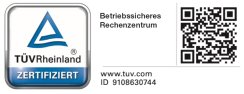 TÜVRheinland
ZERTIFIZIERT
Betriebssicheres
Rechenzentrum
www.tuv.com
ID 9108630744